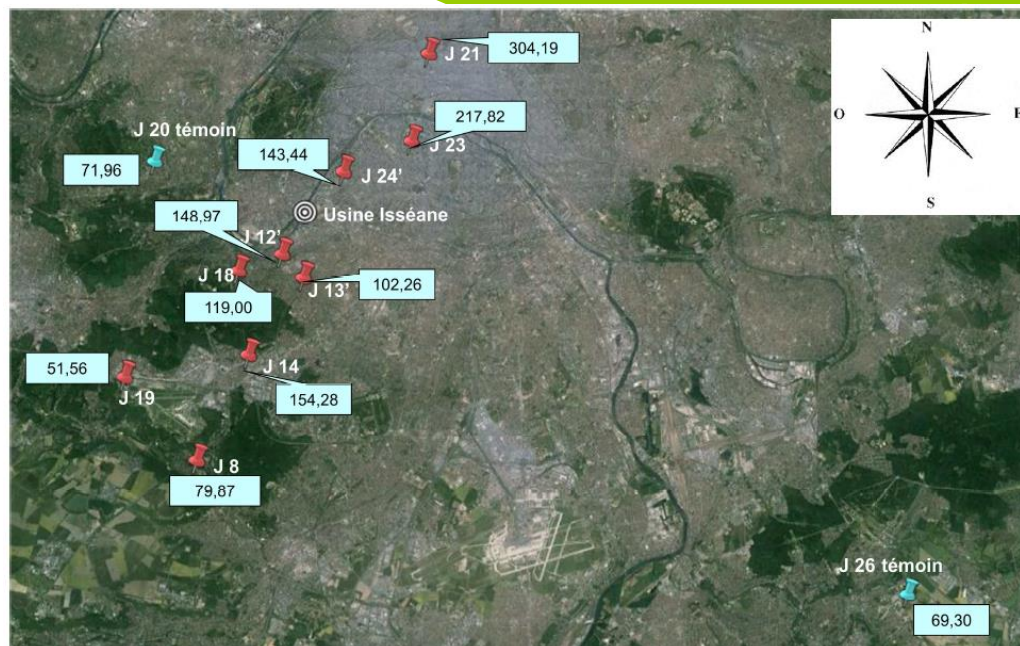 304,19
J 21
N
O
E
S
217,82
J 23
J 20 témoin
71,96
143,44
J 24'
Usine Isséane
148,97
J 12'
J 18
119,00
J 13'
102,26
51,56
J 19
J 14
154,28
J 8
79,87
J 26 témoin
69,30